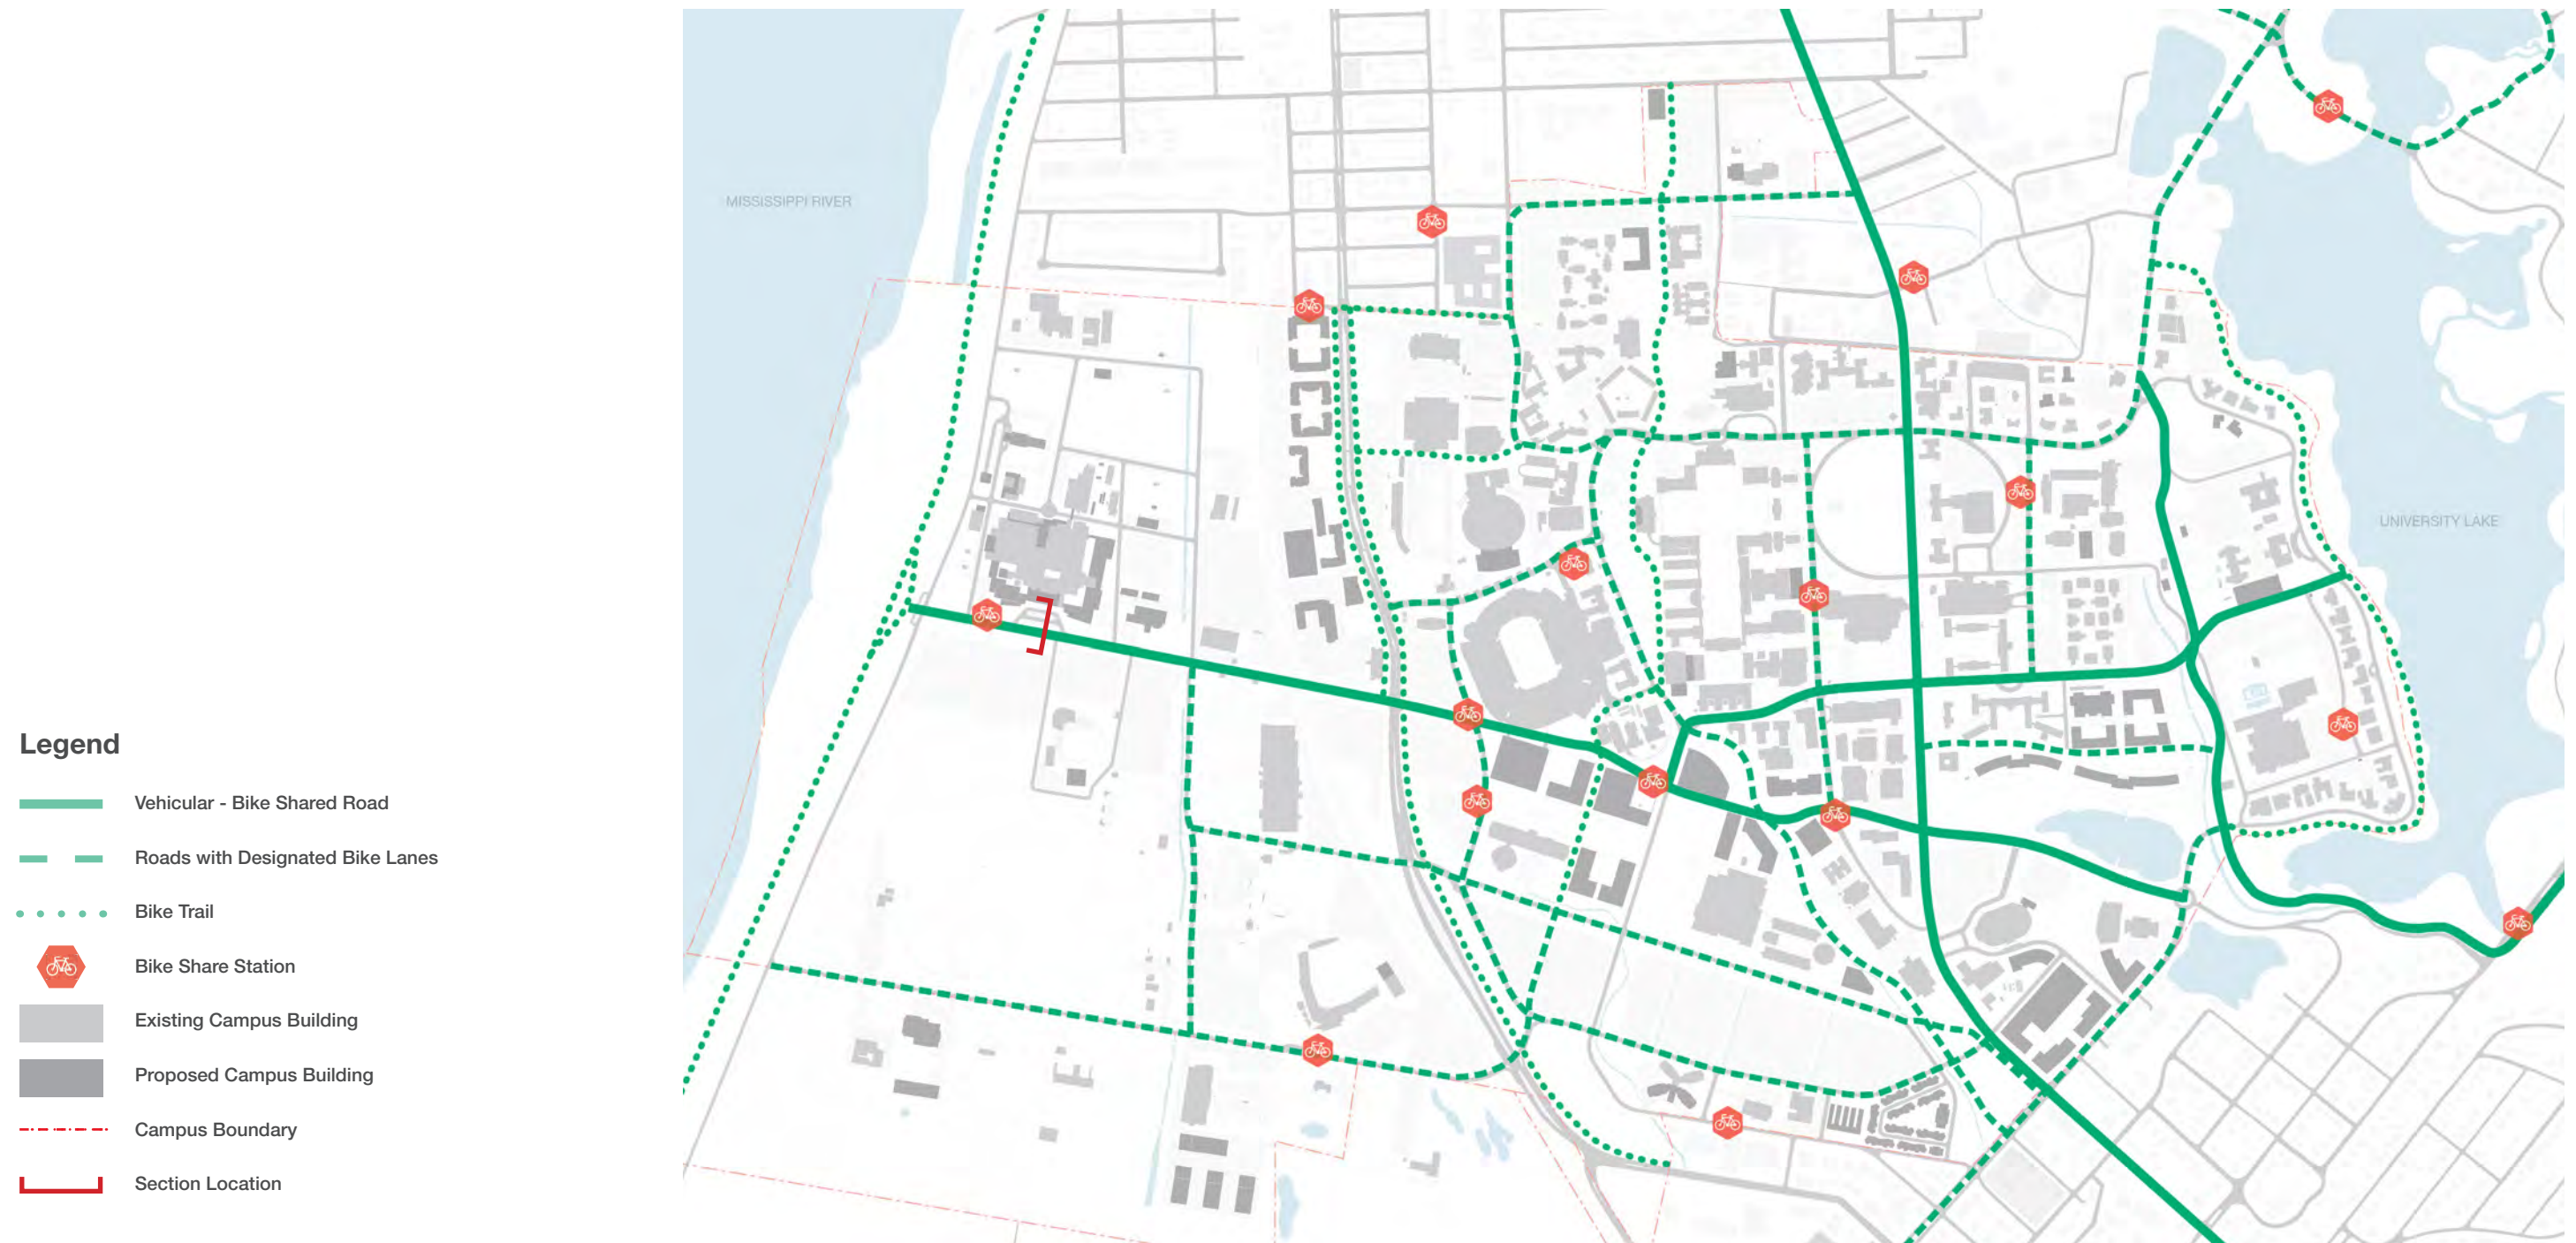 MISSISSIPPI RIVER
UNIVERSITY LAKE
Legend
Vehicular - Bike Shared Road
Roads with Designated Bike Lanes
Bike Trail
Bike Share Station
Existing Campus Building
Proposed Campus Building
Campus Boundary
Section Location